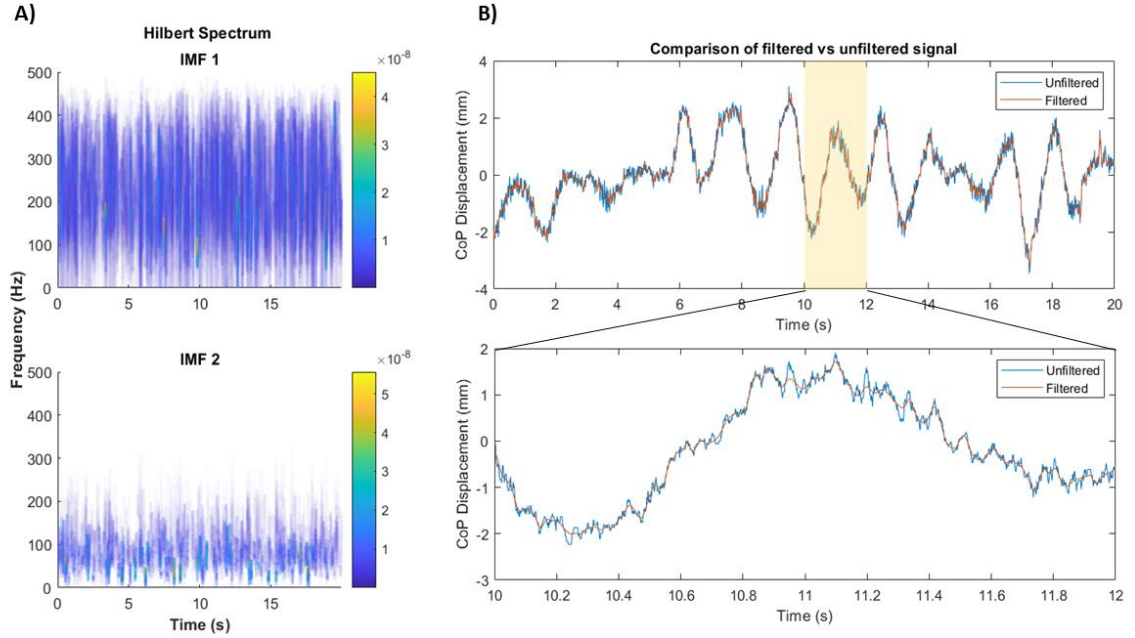 A)
Hilbert Spectrum
IMF 1
500
400
300
200
100
0
0 5 10 15
×10⁻⁸
4
3
2
1
Frequency (Hz)
IMF 2
500
400
300
200
100
0
0 5 10 15
Time (s)
×10⁻⁸
5
4
3
2
1
B)
Comparison of filtered vs unfiltered signal
4
2
0
-2
-4
CoP Displacement (mm)
Unfiltered
Filtered
0 2 4 6 8 10 12 14 16 18 20
Time (s)
2
1
0
-1
-2
-3
CoP Displacement (mm)
Unfiltered
Filtered
10 10.2 10.4 10.6 10.8 11 11.2 11.4 11.6 11.8 12
Time (s)